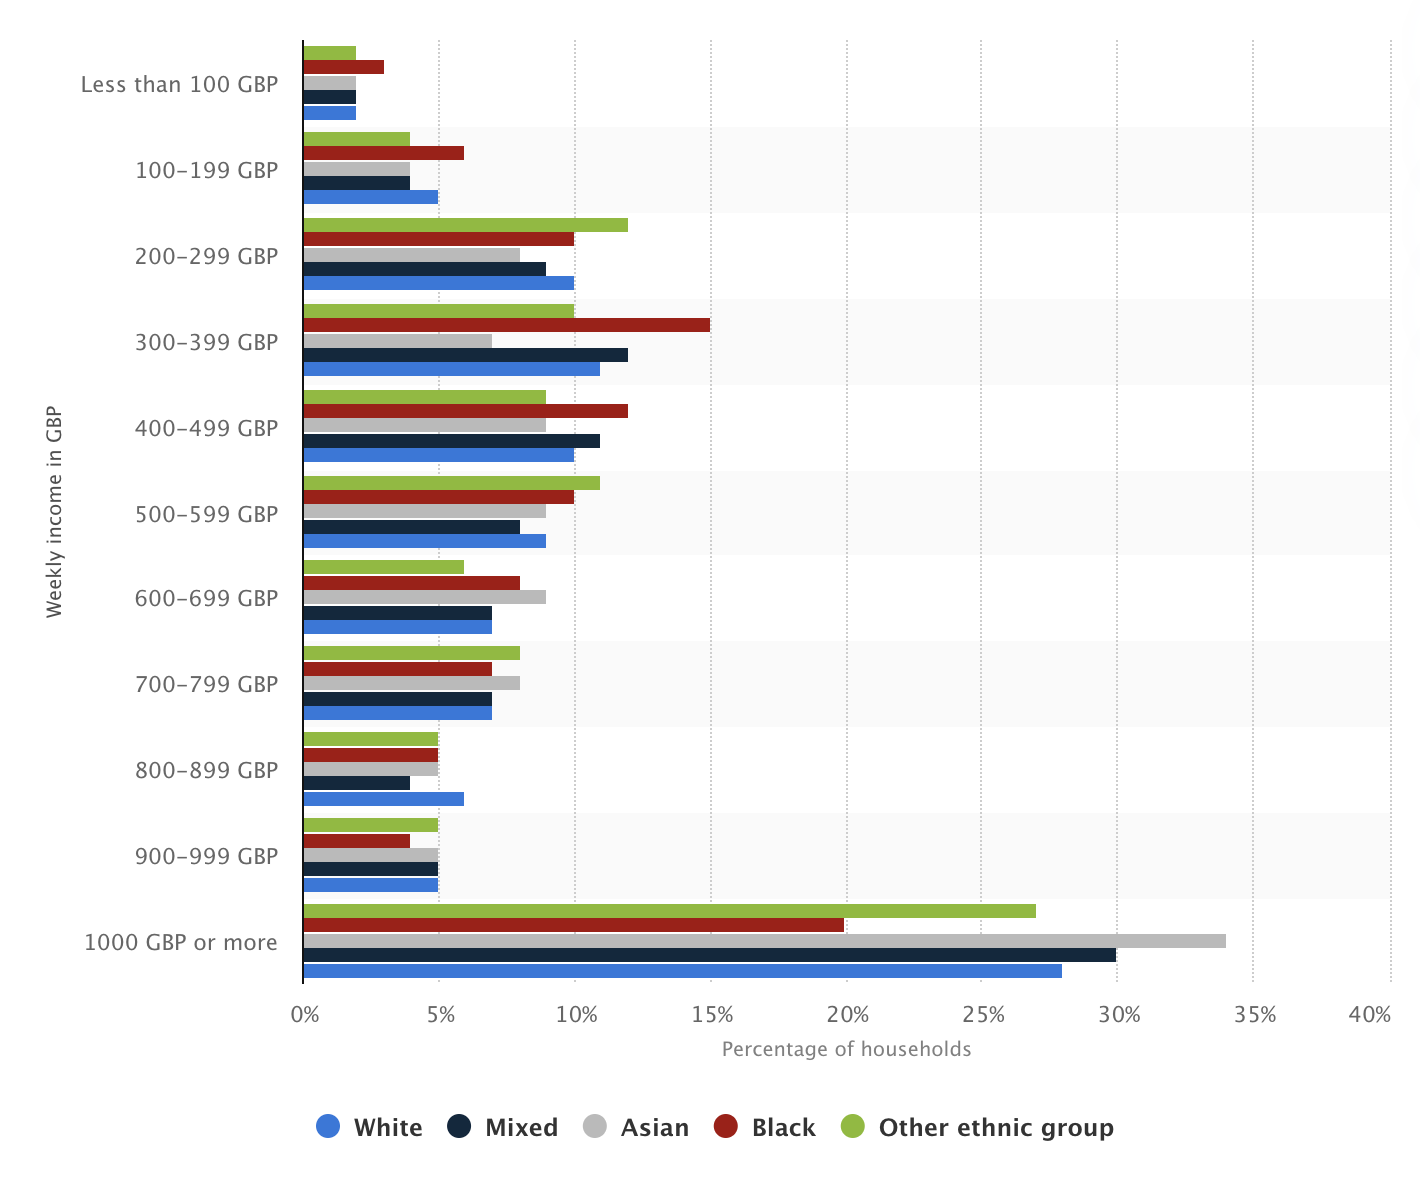 Less than 100 GBP
100–199 GBP
200–299 GBP
300–399 GBP
400–499 GBP
500–599 GBP
600–699 GBP
700–799 GBP
800–899 GBP
900–999 GBP
1000 GBP or more
Weekly income in GBP
0% 5% 10% 15% 20% 25% 30% 35% 40%
Percentage of households
White Mixed Asian Black Other ethnic group